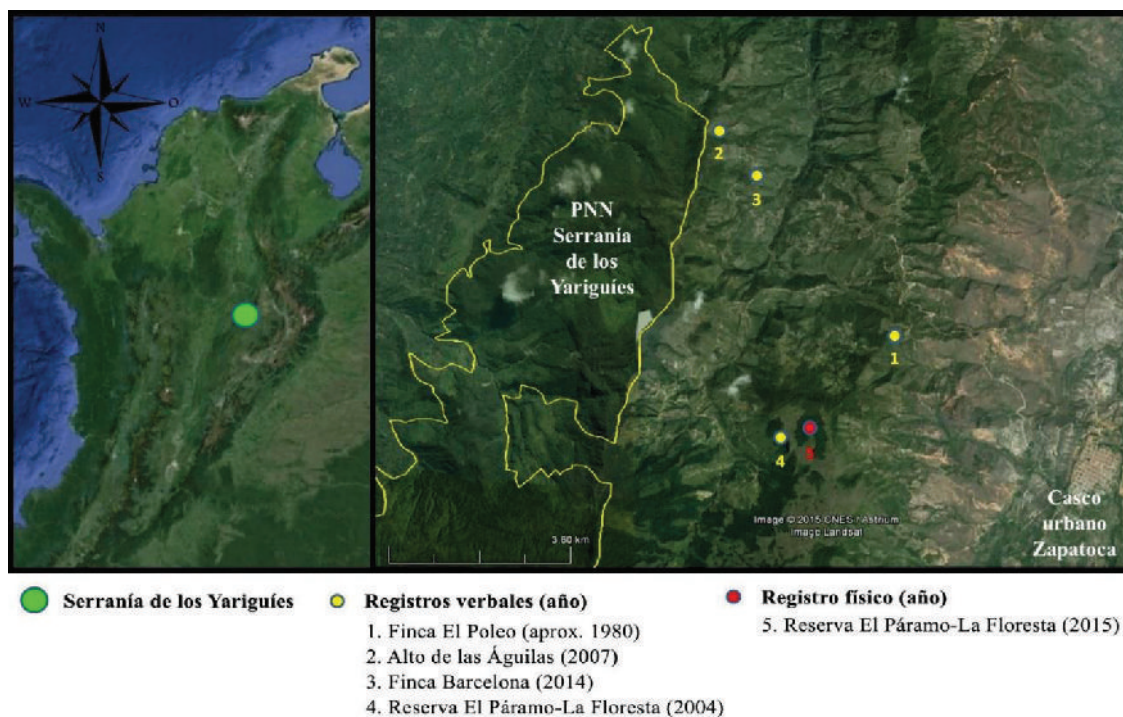 N
W
O
S
PNN
Serranía
de los
Yariguíes
2
3
1
4
5
Casco
urbano
Zapatoca
Image © 2015 CNES / Astrium
Image Landsat
3.60 km
Serranía de los Yariguíes
Registros verbales (año)
1. Finca El Poleo (aprox. 1980)
2. Alto de las Águilas (2007)
3. Finca Barcelona (2014)
4. Reserva El Páramo-La Floresta (2004)
Registro físico (año)
5. Reserva El Páramo-La Floresta (2015)